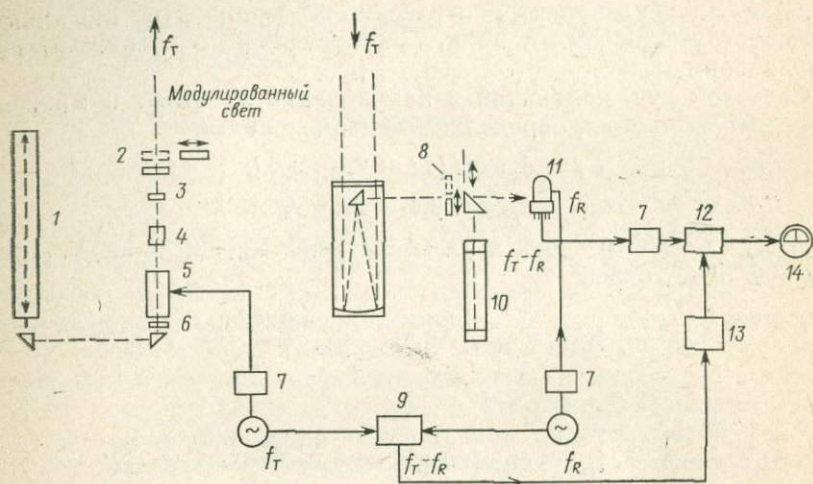 f_T
f_T
Модулированный
свет
2
8
11
3
1
f_R
7
12
4
f_T-f_R
14
5
10
6
13
7
9
7
f_T
f_T-f_R
f_R